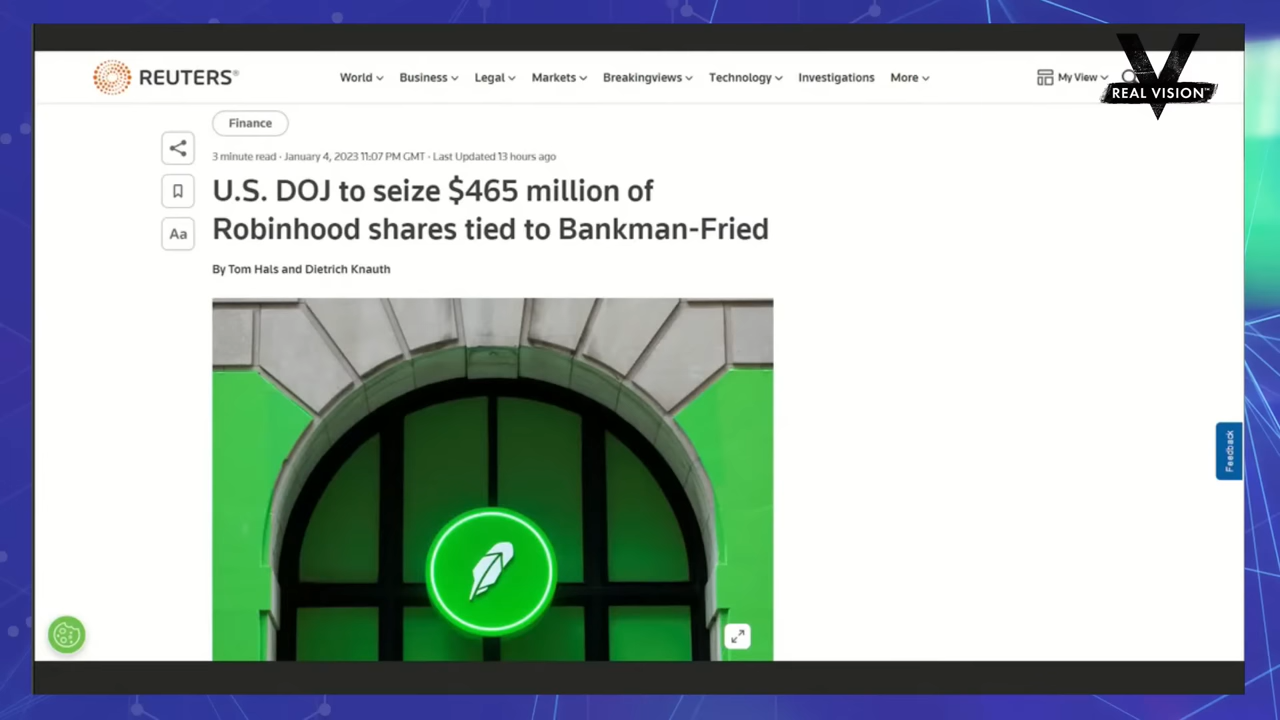 REUTERS®
World
Business
Legal
Markets
Breakingviews
Technology
Investigations
More
My View
REAL VISION™
Finance
3 minute read · January 4, 2023 11:07 PM GMT · Last Updated 13 hours ago
Aa
U.S. DOJ to seize $465 million of
Robinhood shares tied to Bankman-Fried
By Tom Hals and Dietrich Knauth
Feedback